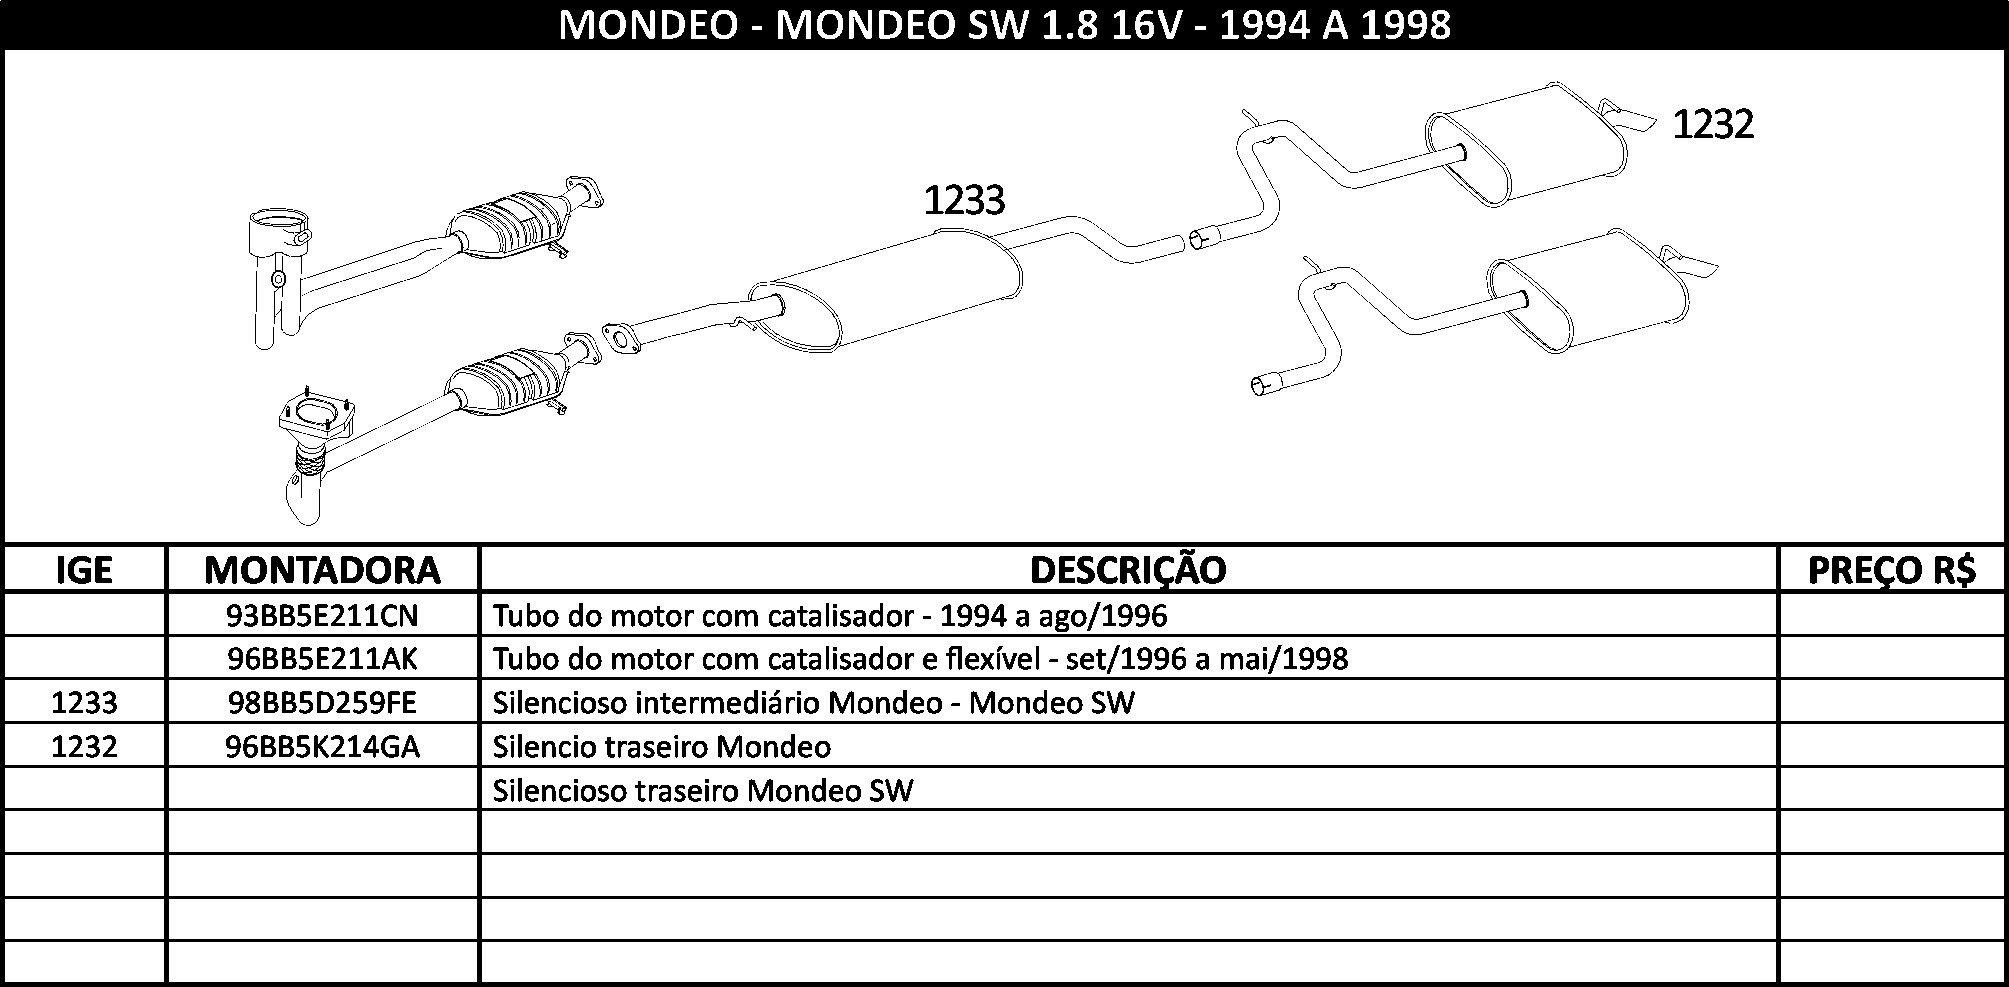 MONDEO - MONDEO SW 1.8 16V - 1994 A 1998
1232
1233
IGE MONTADORA DESCRIÇÃO PREÇO R$
93BB5E211CN Tubo do motor com catalisador - 1994 a ago/1996
96BB5E211AK Tubo do motor com catalisador e flexível - set/1996 a mai/1998
1233 98BB5D259FE Silencioso intermediário Mondeo - Mondeo SW
1232 96BB5K214GA Silencio traseiro Mondeo
Silencioso traseiro Mondeo SW